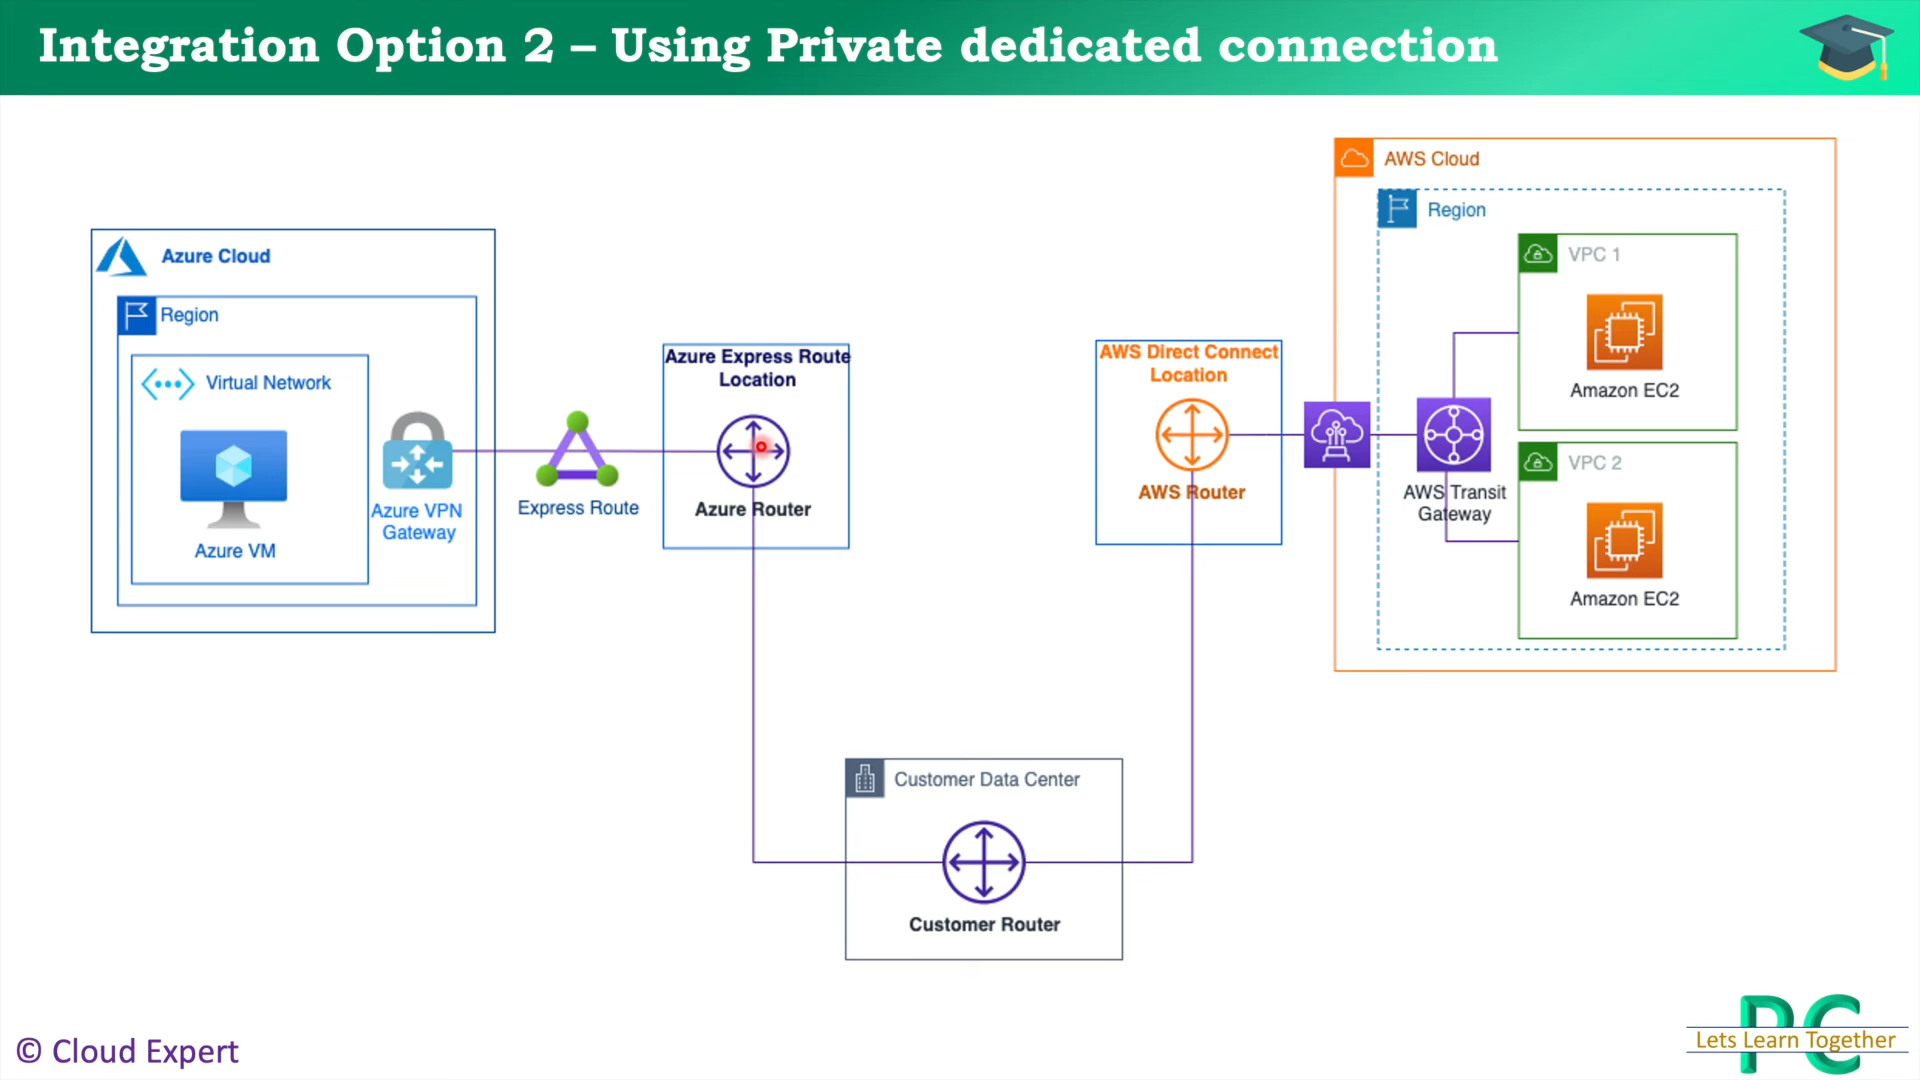 Integration Option 2 – Using Private dedicated connection
Azure Cloud
Region
Virtual Network
Azure VM
Azure VPN
Gateway
Express Route
Azure Express Route
Location
Azure Router
AWS Direct Connect
Location
AWS Router
AWS Cloud
Region
AWS Transit
Gateway
VPC 1
Amazon EC2
VPC 2
Amazon EC2
Customer Data Center
Customer Router
© Cloud Expert
PC
Lets Learn Together